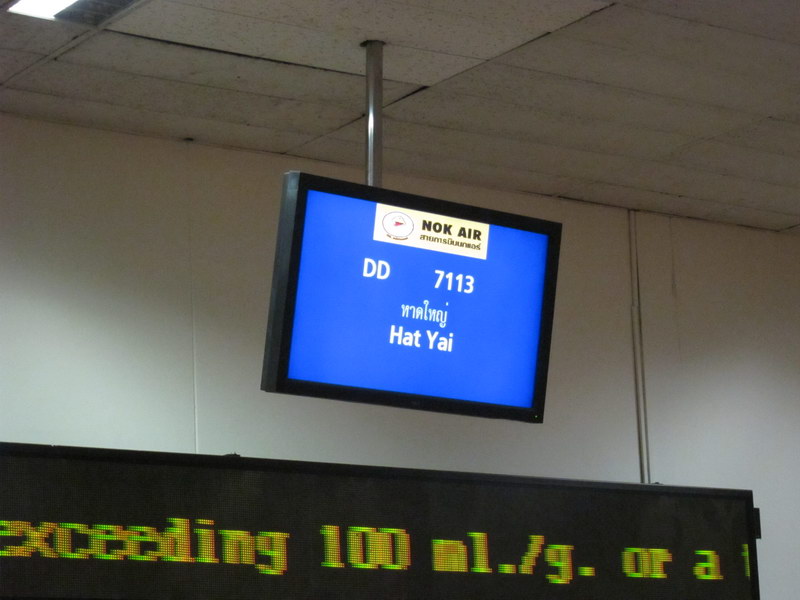 NOK AIR
สายการบินนกแอร์
DD 7113
หาดใหญ่
Hat Yai
exceeding 100 ml./g. or a